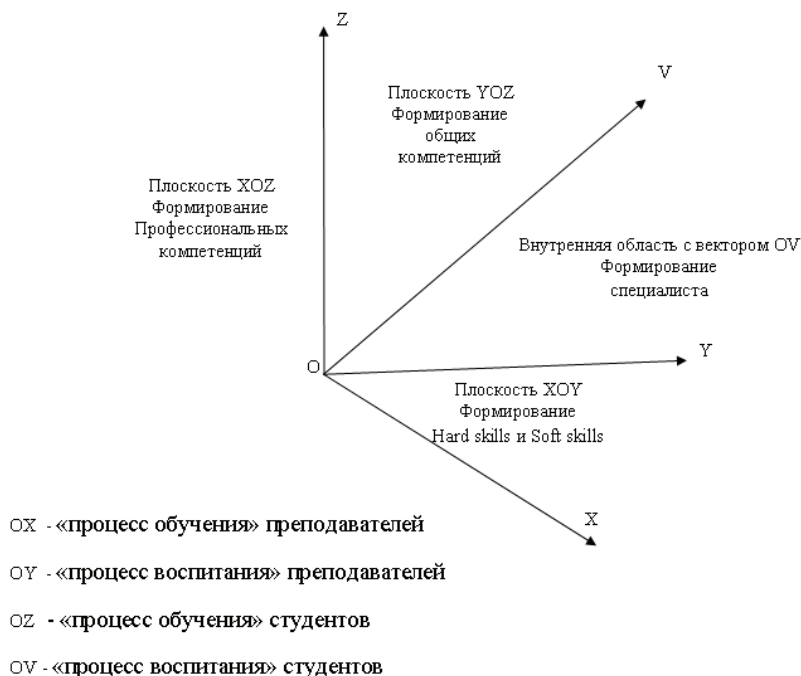 Z
V
Плоскость YOZ
Формирование
общих
компетенций
Плоскость XOZ
Формирование
Профессиональных
компетенций
Внутренняя область с вектором OV
Формирование
специалиста
O
Y
Плоскость XOY
Формирование
Hard skills и Soft skills
X
OX - «процесс обучения» преподавателей
OY - «процесс воспитания» преподавателей
OZ - «процесс обучения» студентов
OV - «процесс воспитания» студентов